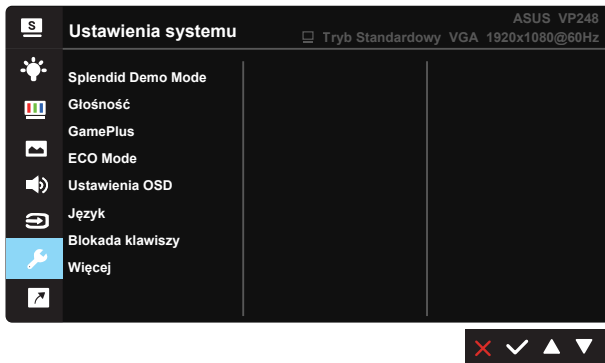 S
Ustawienia systemu
ASUS VP248
Tryb Standardowy VGA 1920x1080@60Hz
Splendid Demo Mode
Głośność
GamePlus
ECO Mode
Ustawienia OSD
Język
Blokada klawiszy
Więcej